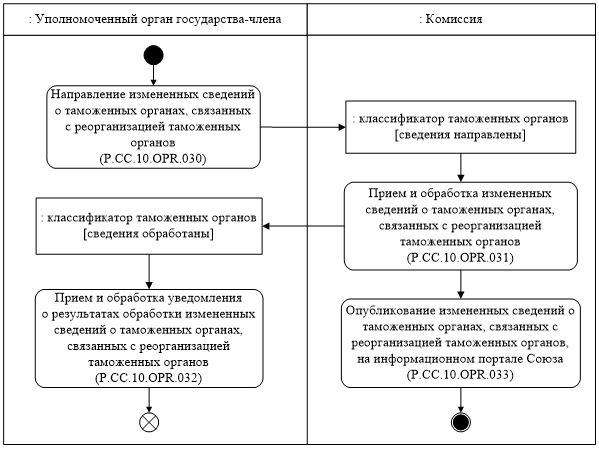 : Уполномоченный орган государства-члена
: Комиссия
Направление измененных сведений
о таможенных органах, связанных
с реорганизацией таможенных
органов
(P.CC.10.OPR.030)
: классификатор таможенных органов
[сведения направлены]
Прием и обработка измененных
сведений о таможенных органах,
связанных с реорганизацией
таможенных органов
(P.CC.10.OPR.031)
: классификатор таможенных органов
[сведения обработаны]
Прием и обработка уведомления
о результатах обработки измененных
сведений о таможенных органах,
связанных с реорганизацией
таможенных органов
(P.CC.10.OPR.032)
Опубликование измененных сведений о
таможенных органах, связанных с
реорганизацией таможенных органов,
на информационном портале Союза
(P.CC.10.OPR.033)